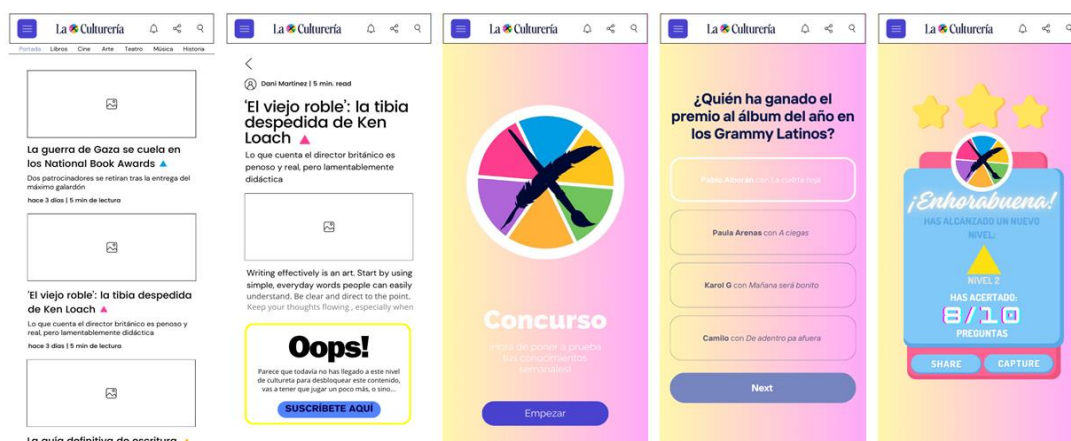 La Culturería
Portada Libros Cine Arte Teatro Música Historia
La guerra de Gaza se cuela en
los National Book Awards
Dos patrocinadores se retiran tras la entrega del
máximo galardón
hace 3 días | 5 min de lectura
'El viejo roble': la tibia despedida
de Ken Loach
Lo que cuenta el director británico es penoso y
real, pero lamentablemente didáctica
hace 3 días | 5 min de lectura
La guía definitiva de escritura
La Culturería
Dani Martínez | 5 min. read
'El viejo roble': la tibia
despedida de Ken
Loach
Lo que cuenta el director británico es
penoso y real, pero lamentablemente
didáctica
Writing effectively is an art. Start by using
simple, everyday words people can easily
understand. Be clear and direct to the point.
Keep your thoughts flowing , especially when
Oops!
Parece que todavía no has llegado a este nivel
de cultureta para desbloquear este contenido,
vas a tener que jugar un poco más, o sino...
SUSCRÍBETE AQUÍ
La Culturería
Concurso
¡Hora de poner a prueba
tus conocimientos
semanales!
Empezar
La Culturería
¿Quién ha ganado el
premio al álbum del año en
los Grammy Latinos?
Pablo Alborán con La cuarta hoja
Paula Arenas con A ciegas
Karol G con Mañana será bonito
Camilo con De adentro pa afuera
Next
La Culturería
¡Enhorabuena!
HAS ALCANZADO UN NUEVO
NIVEL:
NIVEL 2
HAS ACERTADO:
8/10
PREGUNTAS
SHARE CAPTURE